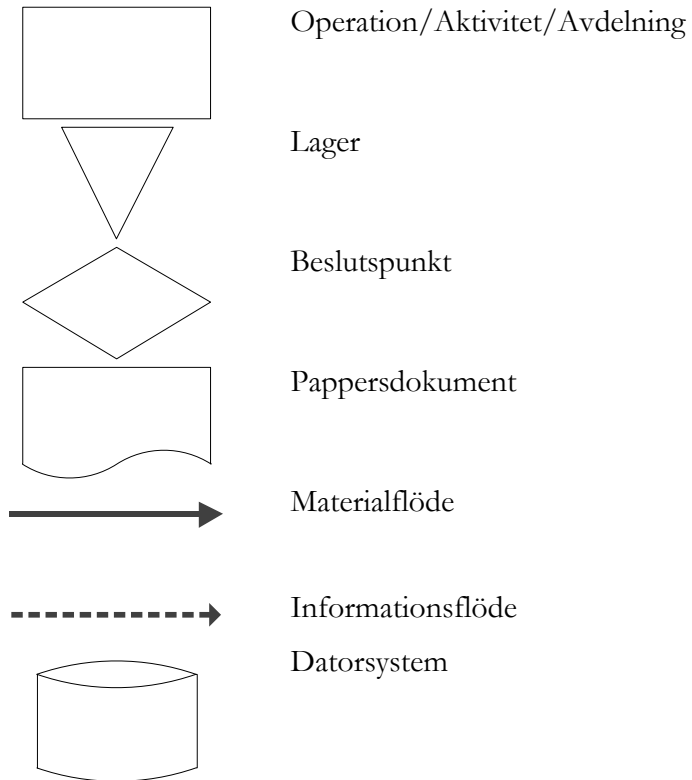 Operation/Aktivitet/Avdelning
Lager
Beslutspunkt
Pappersdokument
Materialflöde
Informationsflöde
Datorsystem